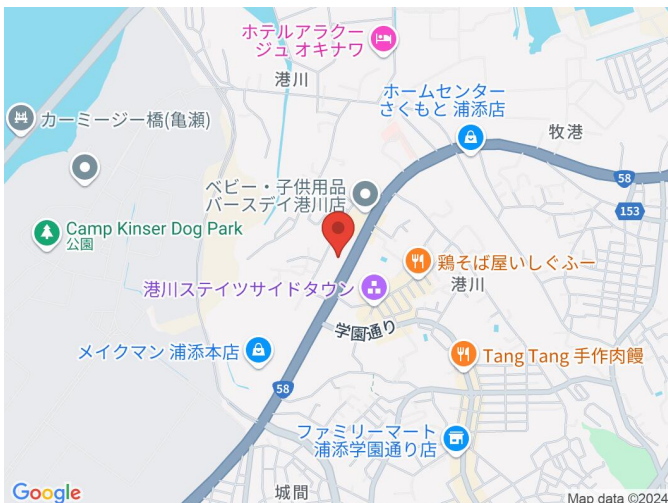 ホテルアラクー
ジュ オキナワ
港川
ホームセンター
さくもと 浦添店
カーミージー橋(亀瀬)
牧港
58
ベビー・子供用品
バースデイ港川店
153
Camp Kinser Dog Park
公園
鶏そば屋いしぐふー
港川
港川ステイツサイドタウン
学園通り
メイクマン 浦添本店
Tang Tang 手作肉饅
58
ファミリーマート
浦添学園通り店
城間
Google
Map data ©2024